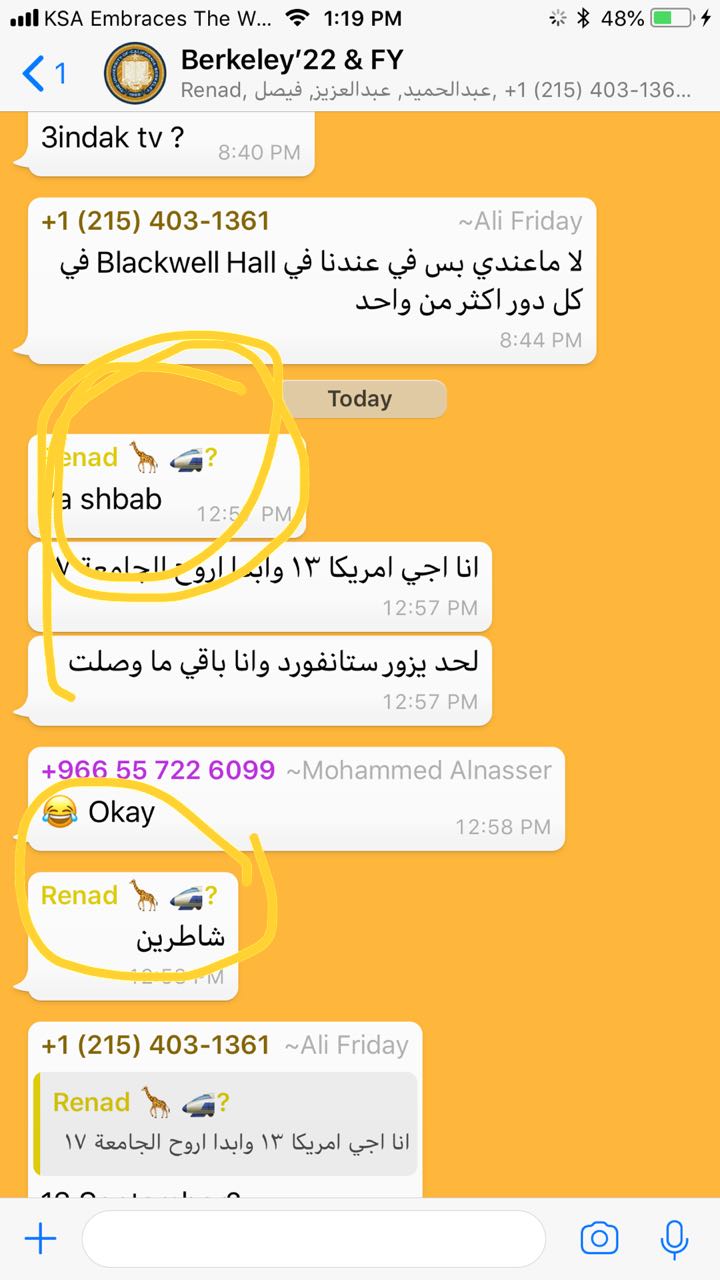 KSA Embraces The W...
1:19 PM
48%
1
Berkeley’22 & FY
Renad, عبدالحميد, عبدالعزيز, فيصل, +1 (215) 403-136...
3indak tv ?
8:40 PM
+1 (215) 403-1361 ~Ali Friday
لا ماعندي بس في عندنا في Blackwell Hall في
كل دور اكثر من واحد
8:44 PM
Today
Renad 🦒 🚅?
Ya shbab
12:57 PM
انا اجي امريكا ١٣ وابدا اروح الجامعة ١٧
12:57 PM
لحد يزور ستانفورد وانا باقي ما وصلت
12:57 PM
+966 55 722 6099 ~Mohammed Alnasser
😂 Okay
12:58 PM
Renad 🦒 🚅?
شاطرين
12:58 PM
+1 (215) 403-1361 ~Ali Friday
Renad 🦒 🚅?
انا اجي امريكا ١٣ وابدا اروح الجامعة ١٧